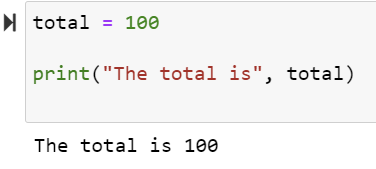 total = 100
print("The total is", total)
The total is 100